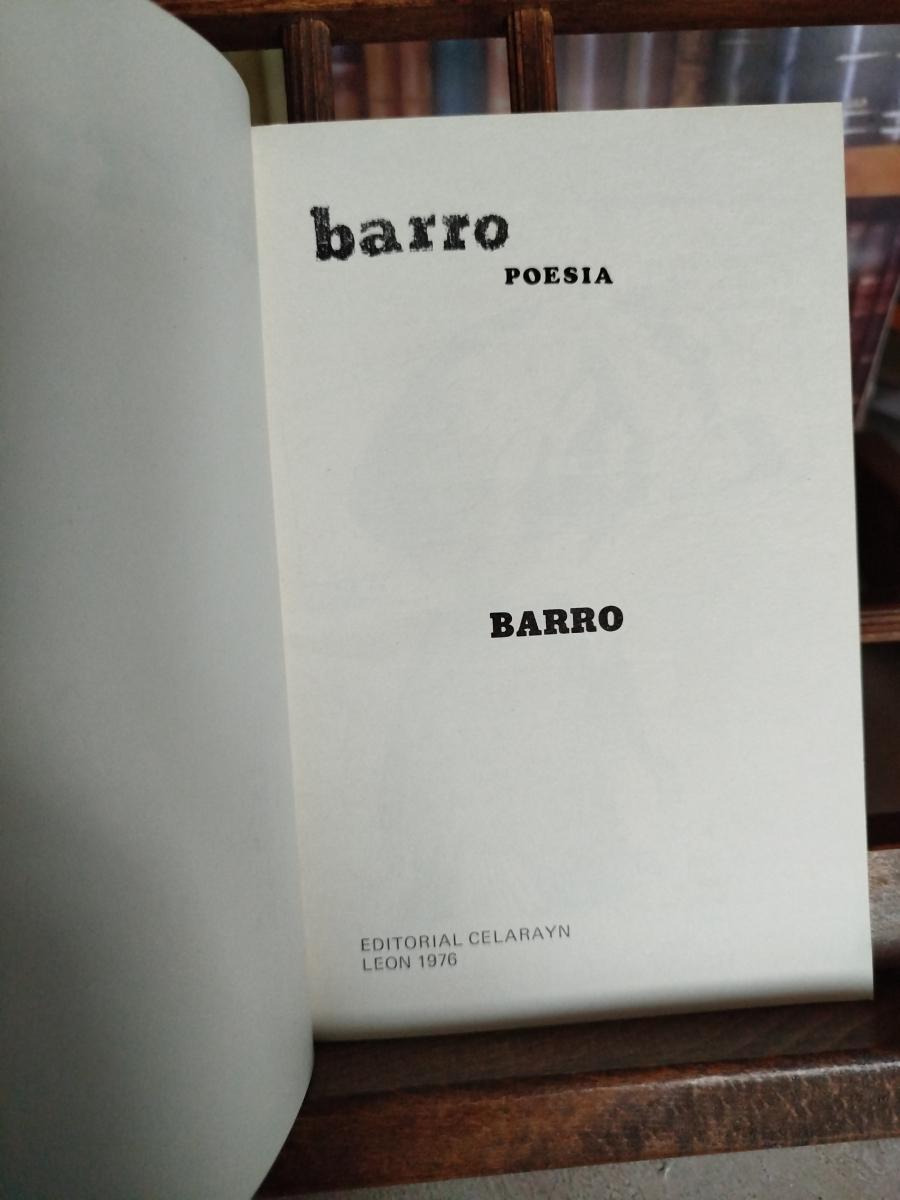 barro
POESIA
BARRO
EDITORIAL CELARAYN
LEON 1976